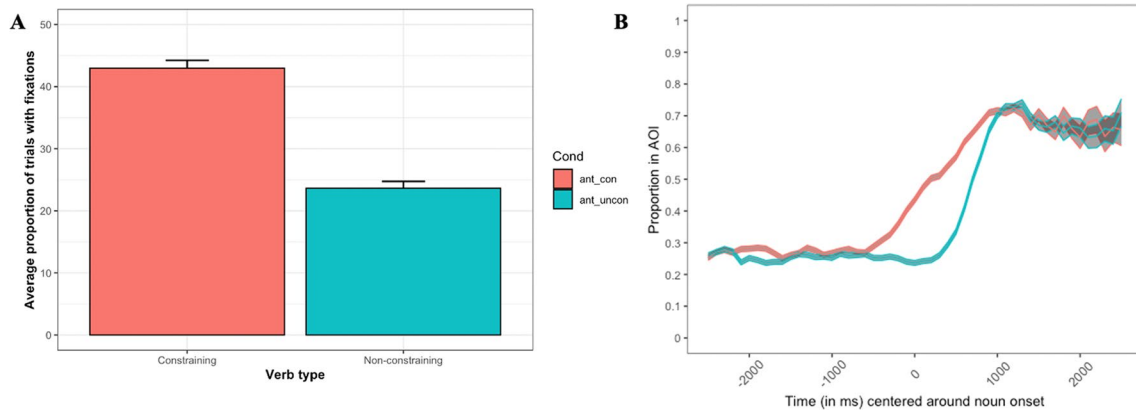 A
Average proportion of trials with fixations
50
40
30
20
10
0
Constraining
Non-constraining
Verb type
Cond
ant_con
ant_uncon
B
Proportion in AOI
1
0.9
0.8
0.7
0.6
0.5
0.4
0.3
0.2
0.1
0
-2000
-1000
0
1000
2000
Time (in ms) centered around noun onset